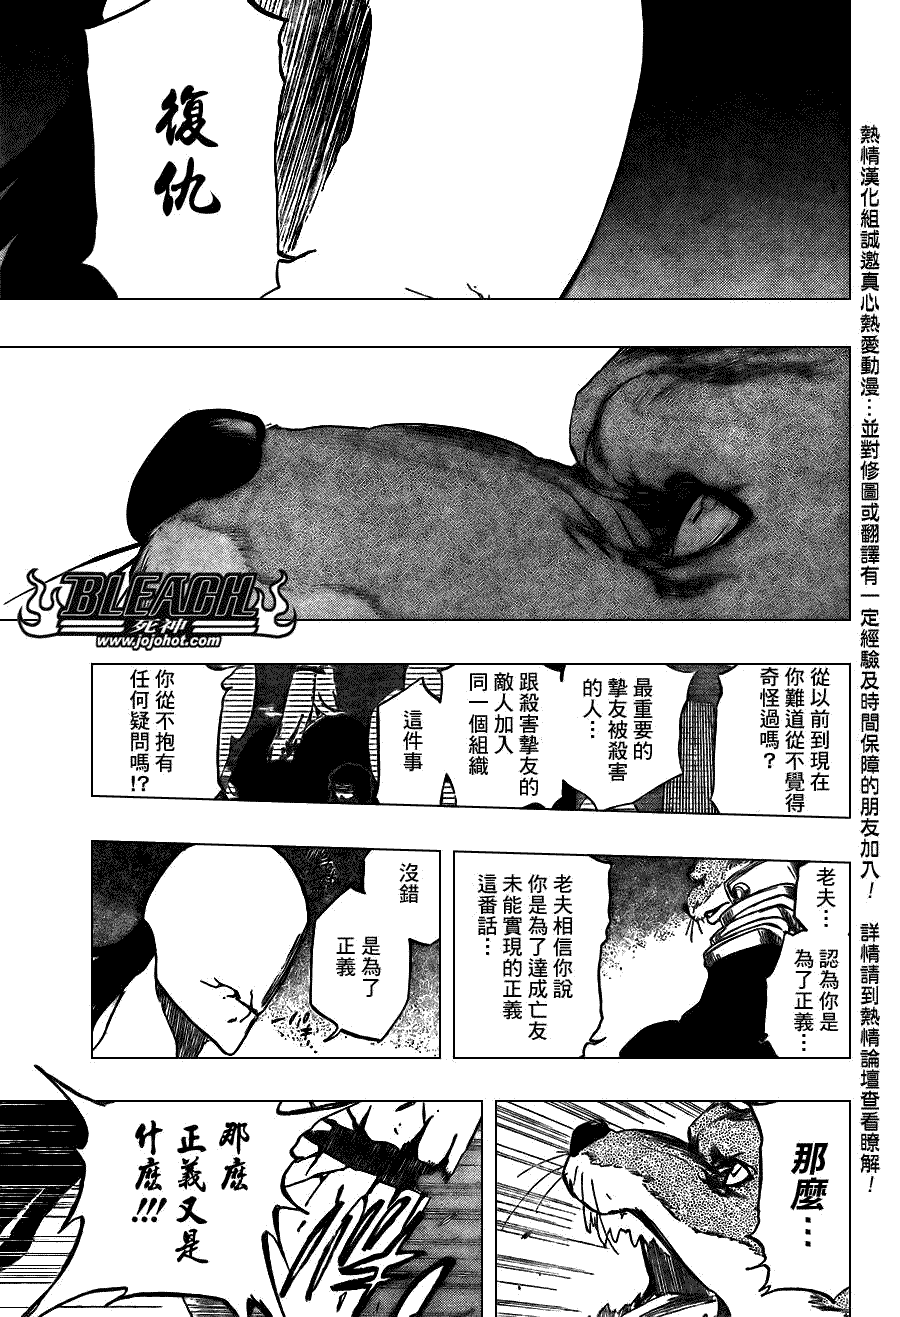 復
仇
BLEACH
死神
www.jojohot.com
從以前到現在
你難道從不覺得
奇怪過嗎？
最重要的
摯友被殺害
的人…
跟殺害摯友的
敵人加入
同一個組織
這件事
你從不抱有
任何疑問嗎!?
老夫…
認為你是
為了正義…
老夫相信你說
你是為了達成亡友
未能實現的正義
這番話…
沒錯
是為了
正義
那麼…
那麼
正義又是
什麼!!!
熱情漢化組誠邀真心熱愛動漫…並對修圖或翻譯有一定經驗及時間保障的朋友加入！ 詳情請到熱情論壇查看瞭解！